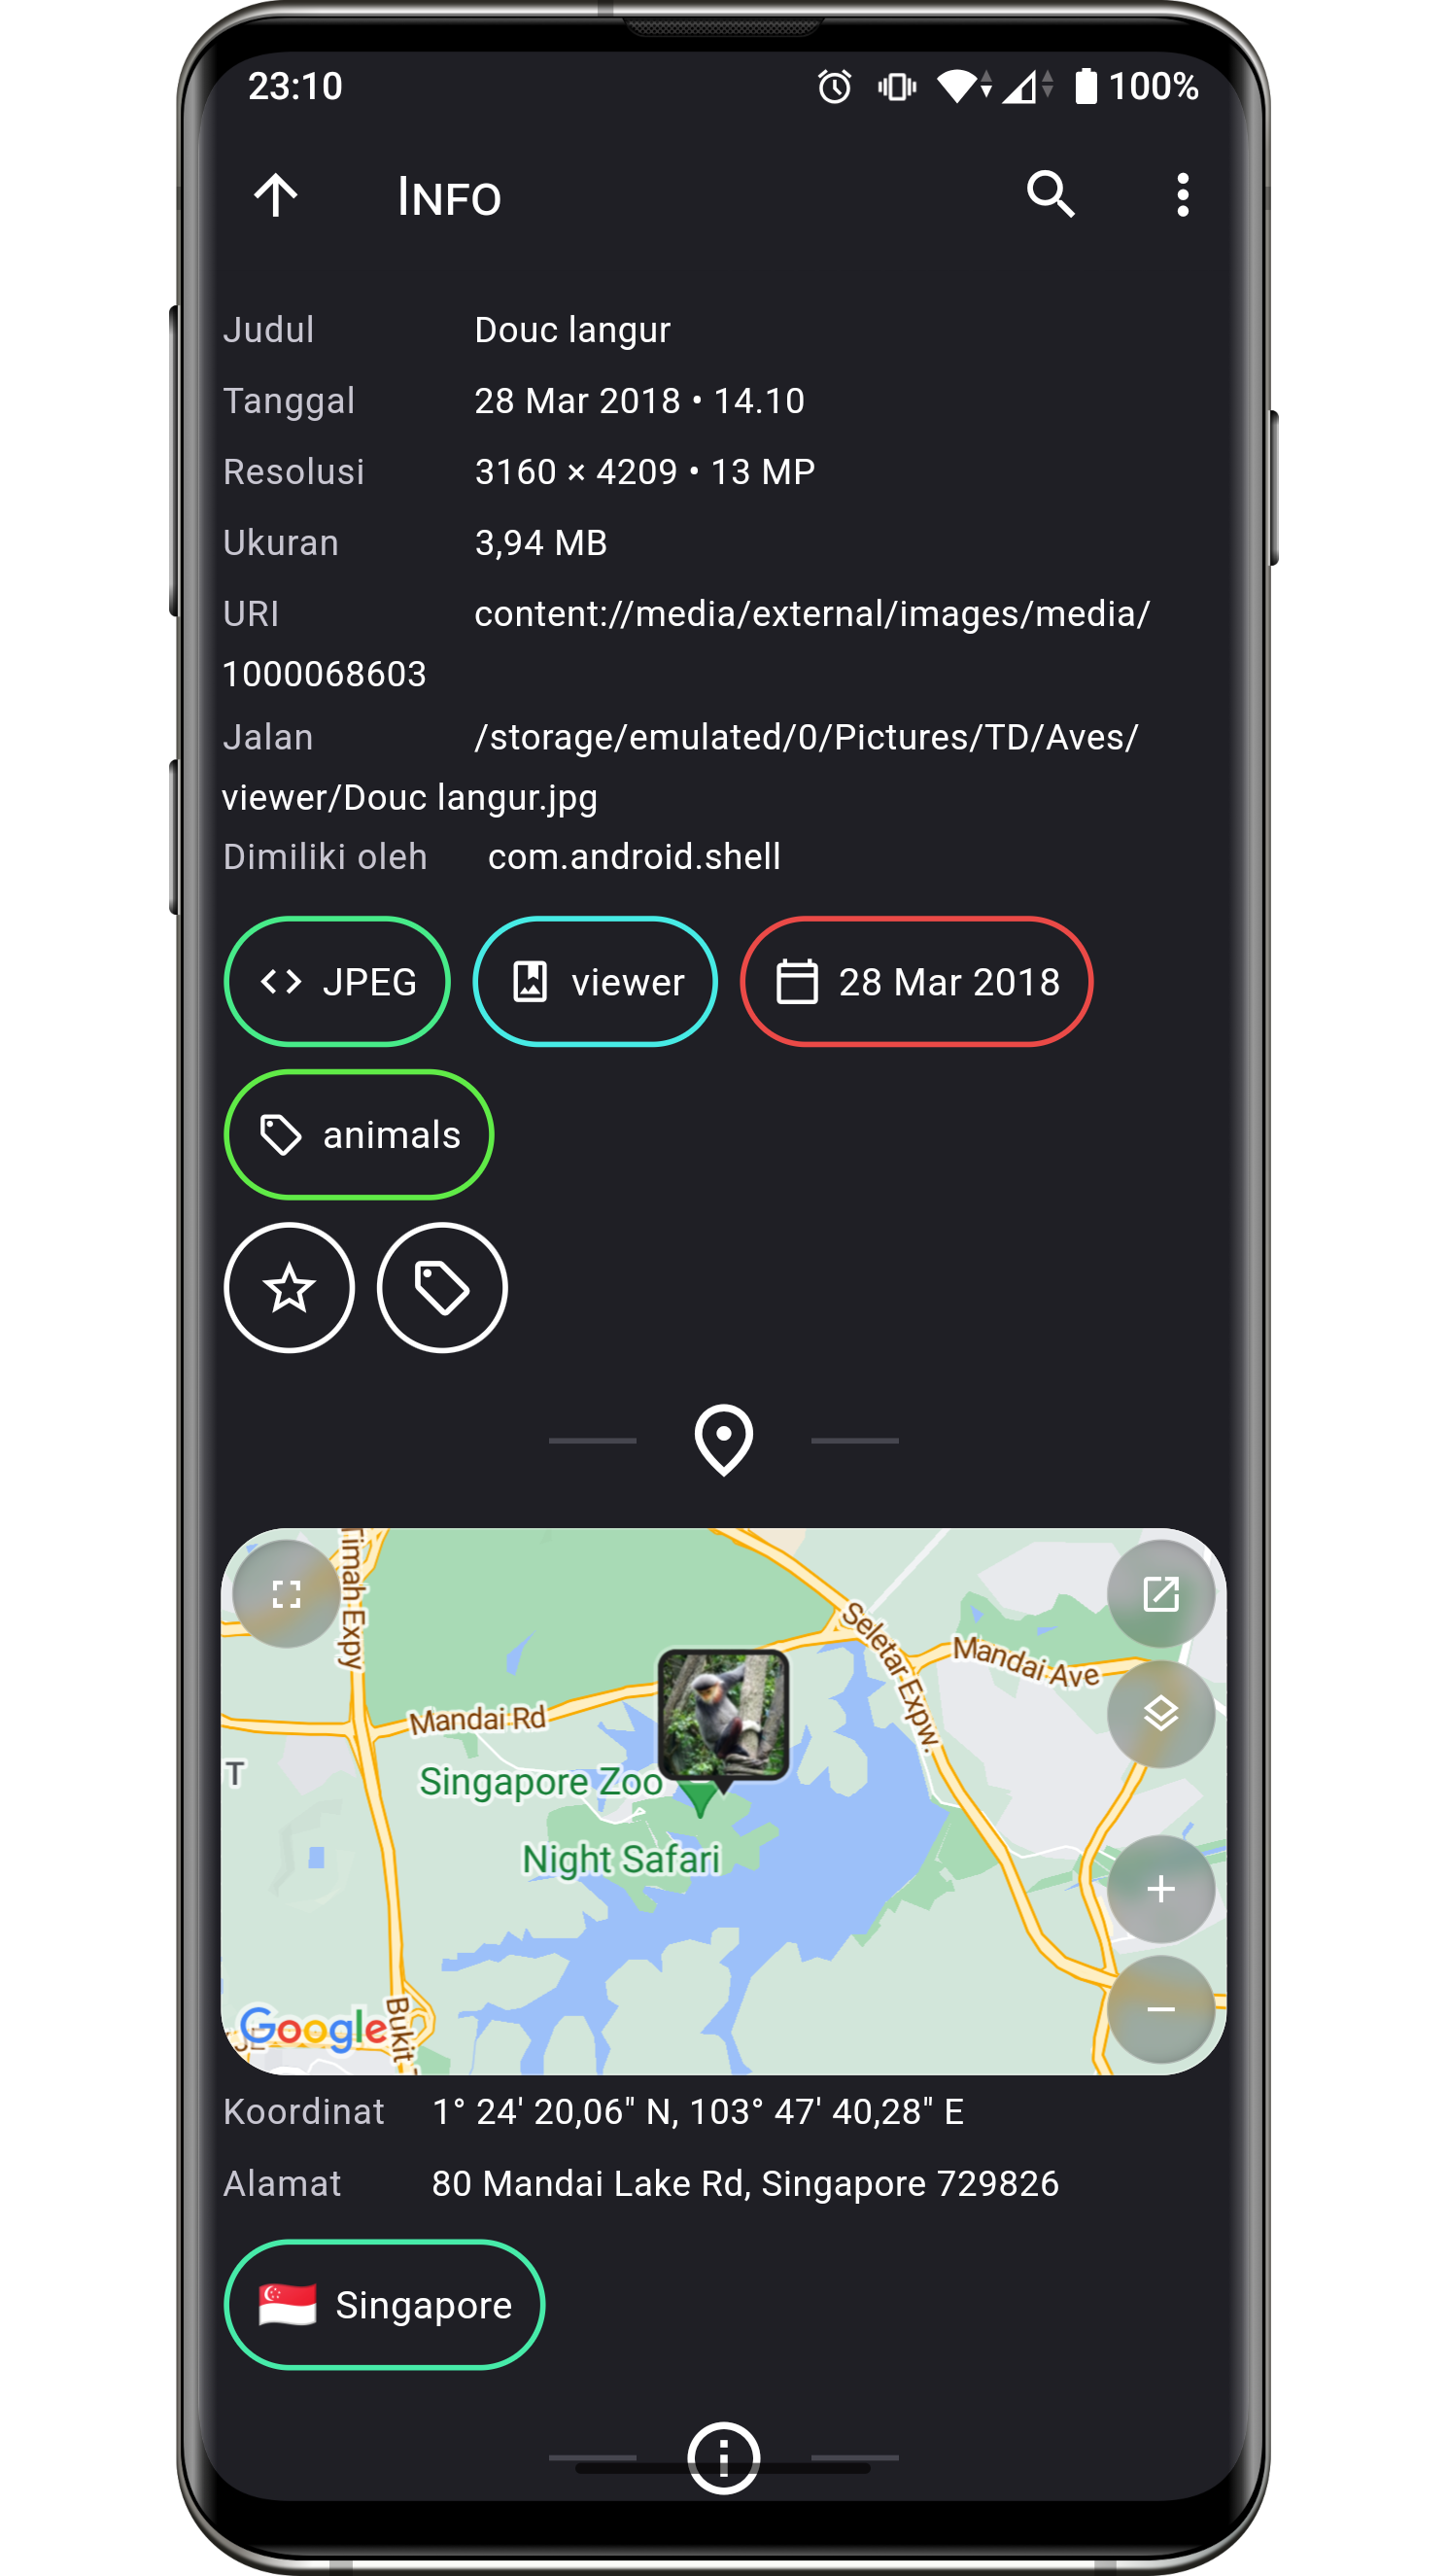 23:10 100%
INFO
Judul Douc langur
Tanggal 28 Mar 2018 • 14.10
Resolusi 3160 × 4209 • 13 MP
Ukuran 3,94 MB
URI content://media/external/images/media/
1000068603
Jalan /storage/emulated/0/Pictures/TD/Aves/
viewer/Douc langur.jpg
Dimiliki oleh com.android.shell
JPEG viewer 28 Mar 2018
animals
Timah Expy
Seletar Expw.
Mandai Ave
Mandai Rd
T
Singapore Zoo
Night Safari
Google
Bukit
Koordinat 1° 24' 20,06" N, 103° 47' 40,28" E
Alamat 80 Mandai Lake Rd, Singapore 729826
Singapore